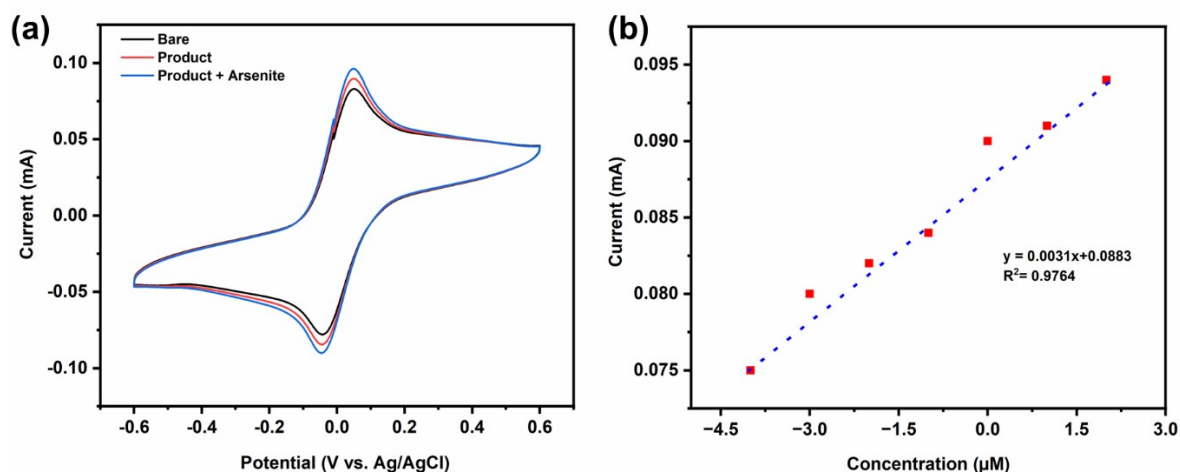 (a)
Bare
Product
Product + Arsenite
Current (mA)
0.10
0.05
0.00
-0.05
-0.10
-0.6
-0.4
-0.2
0.0
0.2
0.4
0.6
Potential (V vs. Ag/AgCl)
(b)
Current (mA)
0.095
0.090
0.085
0.080
0.075
y = 0.0031x+0.0883
R²= 0.9764
−4.5
−3.0
−1.5
0.0
1.5
3.0
Concentration (µM)